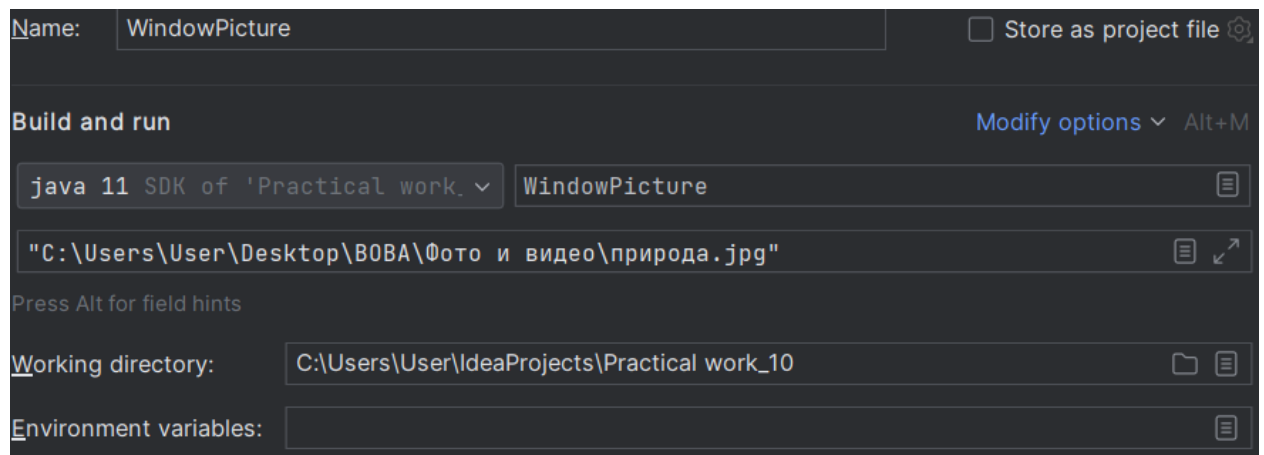 Name: WindowPicture Store as project file
Build and run Modify options Alt+M
java 11 SDK of 'Practical work_ WindowPicture
"C:\Users\User\Desktop\ВОВА\Фото и видео\природа.jpg"
Press Alt for field hints
Working directory: C:\Users\User\IdeaProjects\Practical work_10
Environment variables: